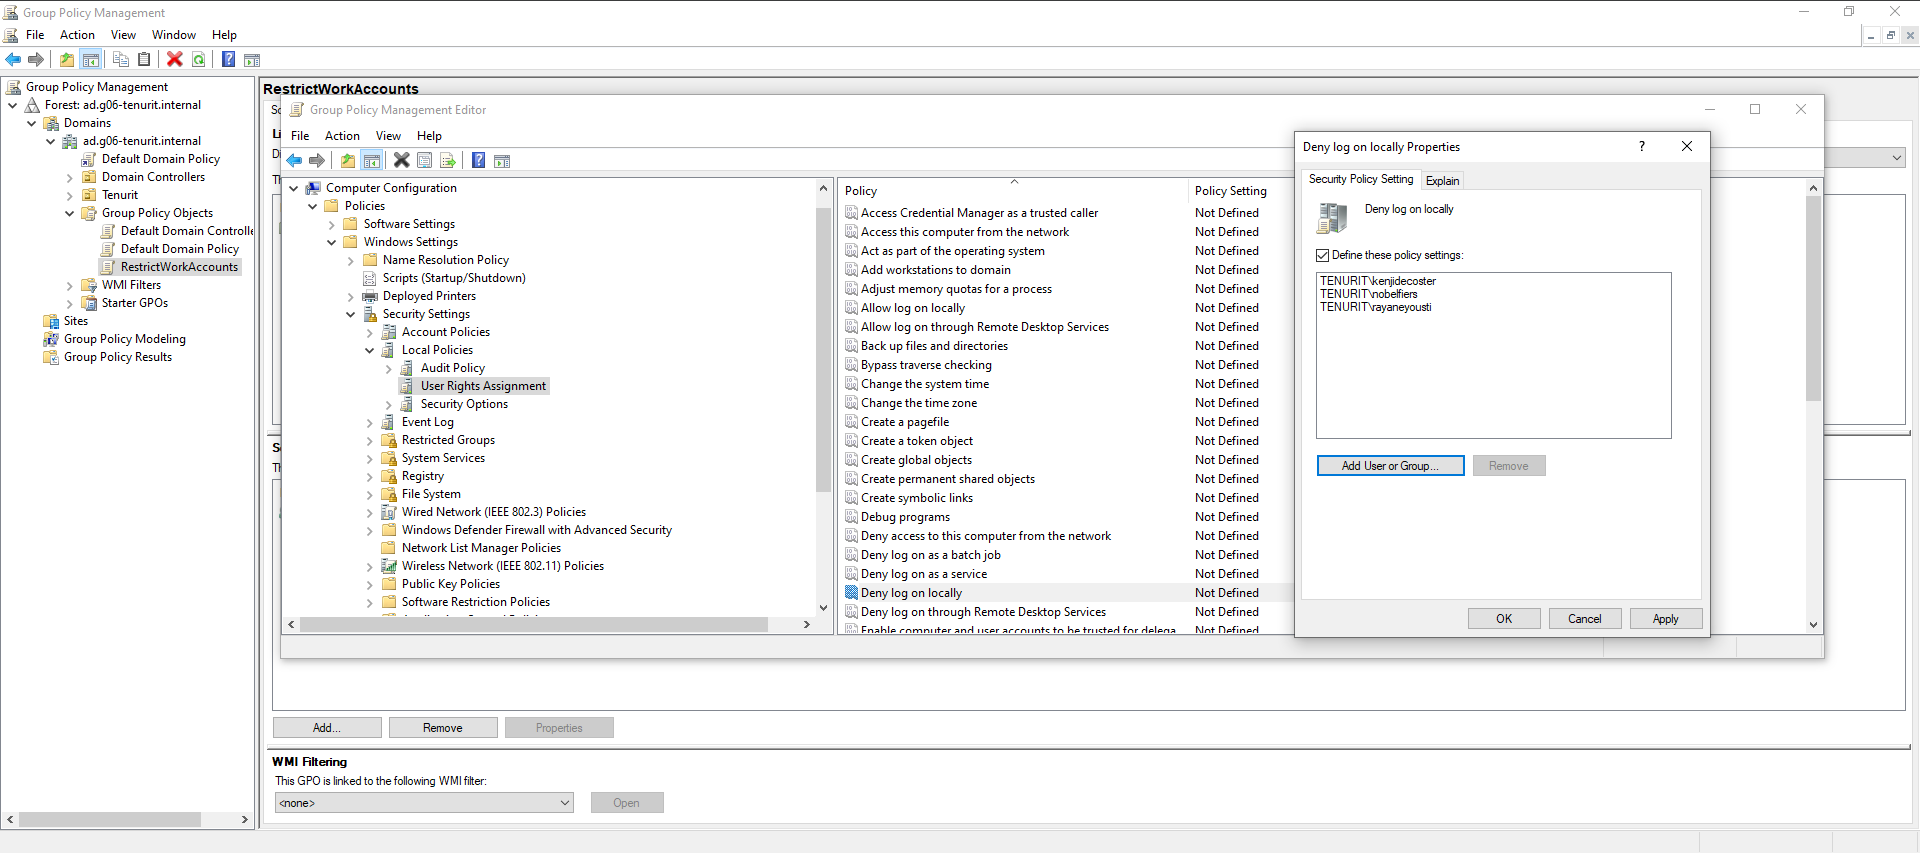 Group Policy Management
File Action View Window Help
Group Policy Management
Forest: ad.g06-tenurit.internal
Domains
ad.g06-tenurit.internal
Default Domain Policy
Domain Controllers
Tenurit
Group Policy Objects
Default Domain Controlle
Default Domain Policy
RestrictWorkAccounts
WMI Filters
Starter GPOs
Sites
Group Policy Modeling
Group Policy Results
RestrictWorkAccounts
Group Policy Management Editor
File Action View Help
Computer Configuration
Policies
Software Settings
Windows Settings
Name Resolution Policy
Scripts (Startup/Shutdown)
Deployed Printers
Security Settings
Account Policies
Local Policies
Audit Policy
User Rights Assignment
Security Options
Event Log
Restricted Groups
System Services
Registry
File System
Wired Network (IEEE 802.3) Policies
Windows Defender Firewall with Advanced Security
Network List Manager Policies
Wireless Network (IEEE 802.11) Policies
Public Key Policies
Software Restriction Policies
Policy Policy Setting
Access Credential Manager as a trusted caller Not Defined
Access this computer from the network Not Defined
Act as part of the operating system Not Defined
Add workstations to domain Not Defined
Adjust memory quotas for a process Not Defined
Allow log on locally Not Defined
Allow log on through Remote Desktop Services Not Defined
Back up files and directories Not Defined
Bypass traverse checking Not Defined
Change the system time Not Defined
Change the time zone Not Defined
Create a pagefile Not Defined
Create a token object Not Defined
Create global objects Not Defined
Create permanent shared objects Not Defined
Create symbolic links Not Defined
Debug programs Not Defined
Deny access to this computer from the network Not Defined
Deny log on as a batch job Not Defined
Deny log on as a service Not Defined
Deny log on locally Not Defined
Deny log on through Remote Desktop Services Not Defined
Enable computer and user accounts to be trusted for delega Not Defined
Deny log on locally Properties
Security Policy Setting Explain
Deny log on locally
Define these policy settings:
TENURIT\kenjidecoster
TENURIT\nobelfiers
TENURIT\rayaneyousti
Add User or Group... Remove
OK Cancel Apply
Add... Remove Properties
WMI Filtering
This GPO is linked to the following WMI filter:
<none> Open